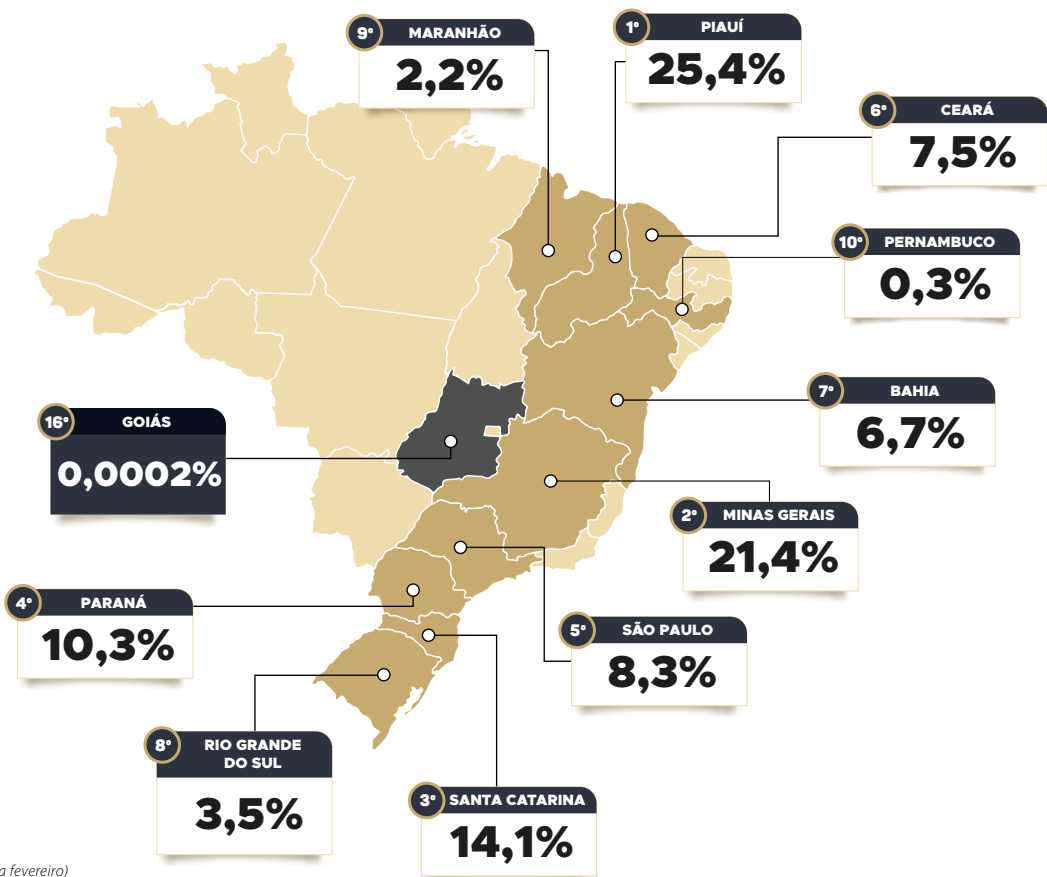 9º MARANHÃO
2,2%
1º PIAUÍ
25,4%
6º CEARÁ
7,5%
10º PERNAMBUCO
0,3%
7º BAHIA
6,7%
16º GOIÁS
0,0002%
2º MINAS GERAIS
21,4%
4º PARANÁ
10,3%
5º SÃO PAULO
8,3%
8º RIO GRANDE
DO SUL
3,5%
3º SANTA CATARINA
14,1%
a fevereiro)